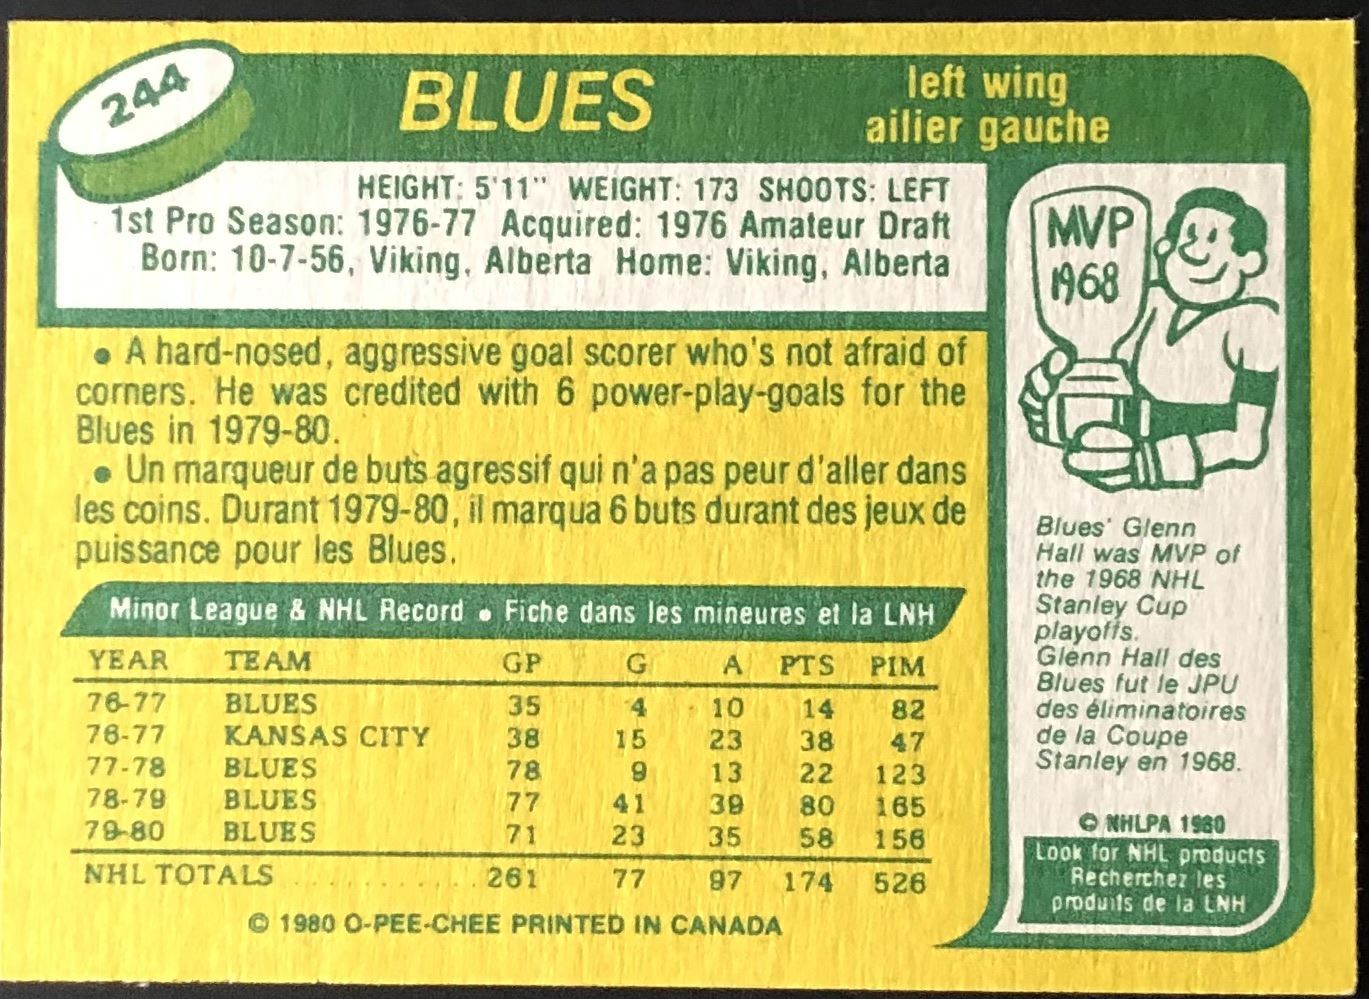 244
BLUES
left wing
ailier gauche
HEIGHT: 5'11" WEIGHT: 173 SHOOTS: LEFT
1st Pro Season: 1976-77 Acquired: 1976 Amateur Draft
Born: 10-7-56, Viking, Alberta Home: Viking, Alberta
• A hard-nosed, aggressive goal scorer who's not afraid of
corners. He was credited with 6 power-play-goals for the
Blues in 1979-80.
• Un marqueur de buts agressif qui n'a pas peur d'aller dans
les coins. Durant 1979-80, il marqua 6 buts durant des jeux de
puissance pour les Blues.
Minor League & NHL Record • Fiche dans les mineures et la LNH
YEAR TEAM GP G A PTS PIM
76-77 BLUES 35 4 10 14 82
76-77 KANSAS CITY 38 15 23 38 47
77-78 BLUES 78 9 13 22 123
78-79 BLUES 77 41 39 80 165
79-80 BLUES 71 23 35 58 156
NHL TOTALS ............ 261 77 97 174 526
© 1980 O-PEE-CHEE PRINTED IN CANADA
MVP
1968
Blues' Glenn
Hall was MVP of
the 1968 NHL
Stanley Cup
playoffs.
Glenn Hall des
Blues fut le JPU
des éliminatoires
de la Coupe
Stanley en 1968.
© NHLPA 1980
Look for NHL products
Recherchez les
produits de la LNH